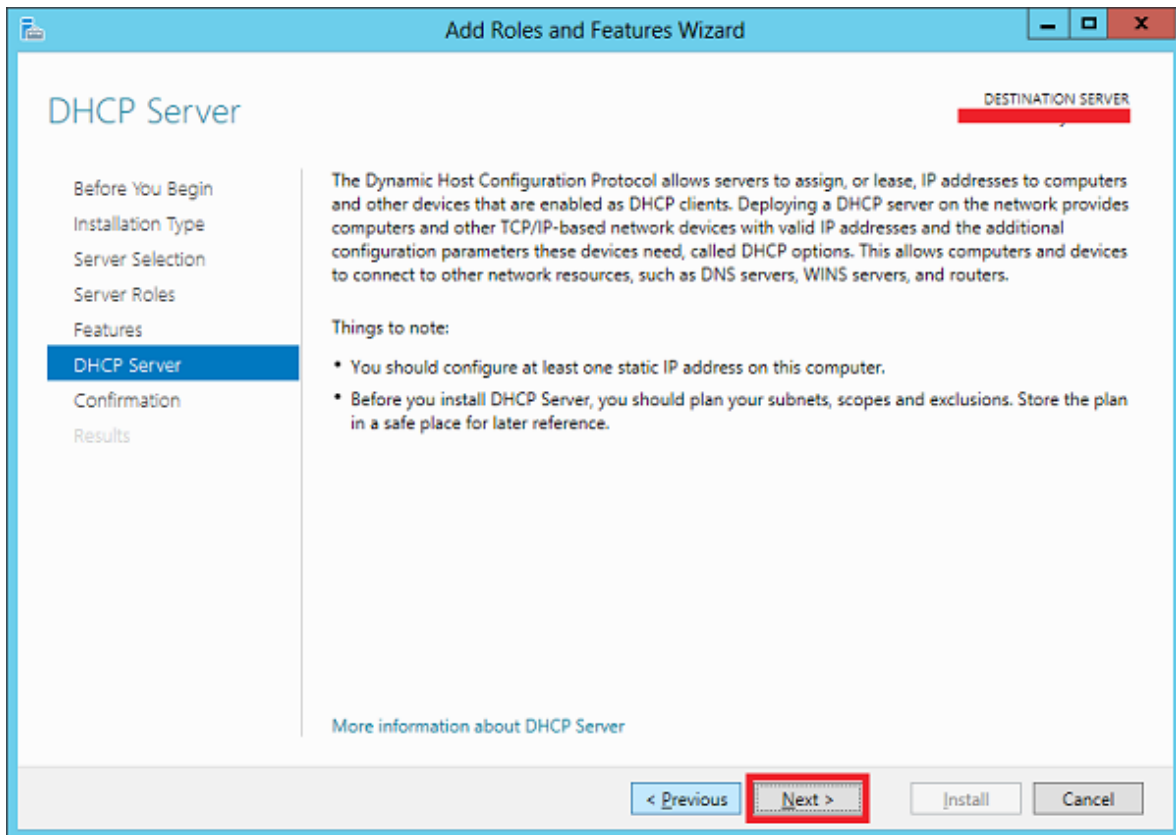 Add Roles and Features Wizard
DHCP Server
DESTINATION SERVER
Before You Begin
Installation Type
Server Selection
Server Roles
Features
DHCP Server
Confirmation
Results
The Dynamic Host Configuration Protocol allows servers to assign, or lease, IP addresses to computers
and other devices that are enabled as DHCP clients. Deploying a DHCP server on the network provides
computers and other TCP/IP-based network devices with valid IP addresses and the additional
configuration parameters these devices need, called DHCP options. This allows computers and devices
to connect to other network resources, such as DNS servers, WINS servers, and routers.
Things to note:
• You should configure at least one static IP address on this computer.
• Before you install DHCP Server, you should plan your subnets, scopes and exclusions. Store the plan
in a safe place for later reference.
More information about DHCP Server
< Previous Next > Install Cancel